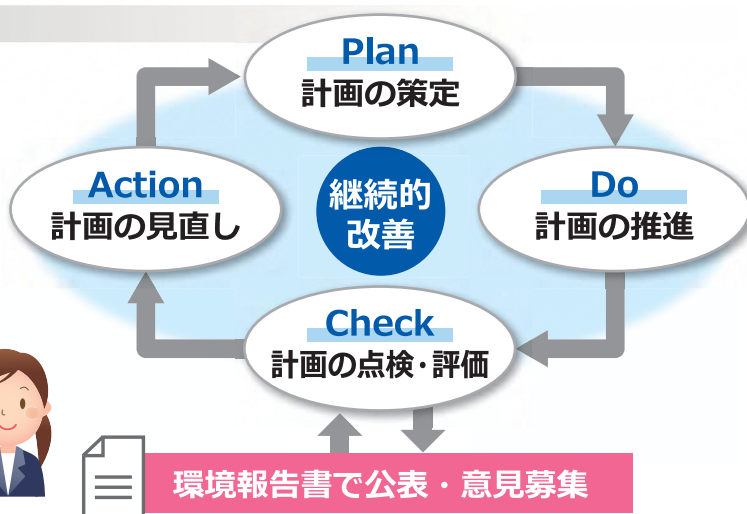 Plan
計画の策定
Do
計画の推進
Check
計画の点検・評価
Action
計画の見直し
継続的
改善
環境報告書で公表・意見募集